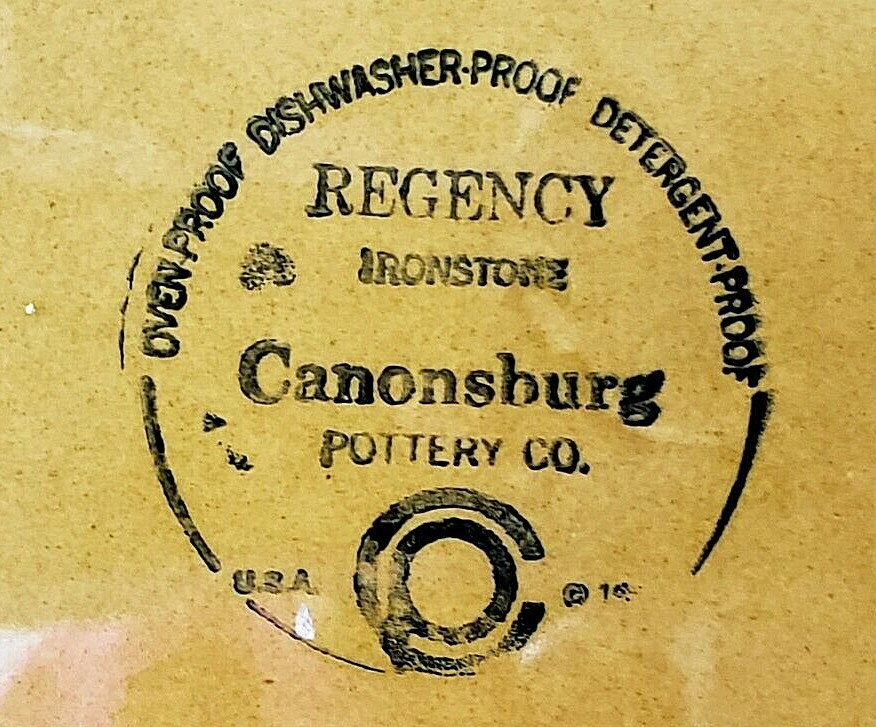 OVEN-PROOF DISHWASHER-PROOF DETERGENT-PROOF
REGENCY
IRONSTONE
Canonsburg
POTTERY CO.
U.S.A.
©